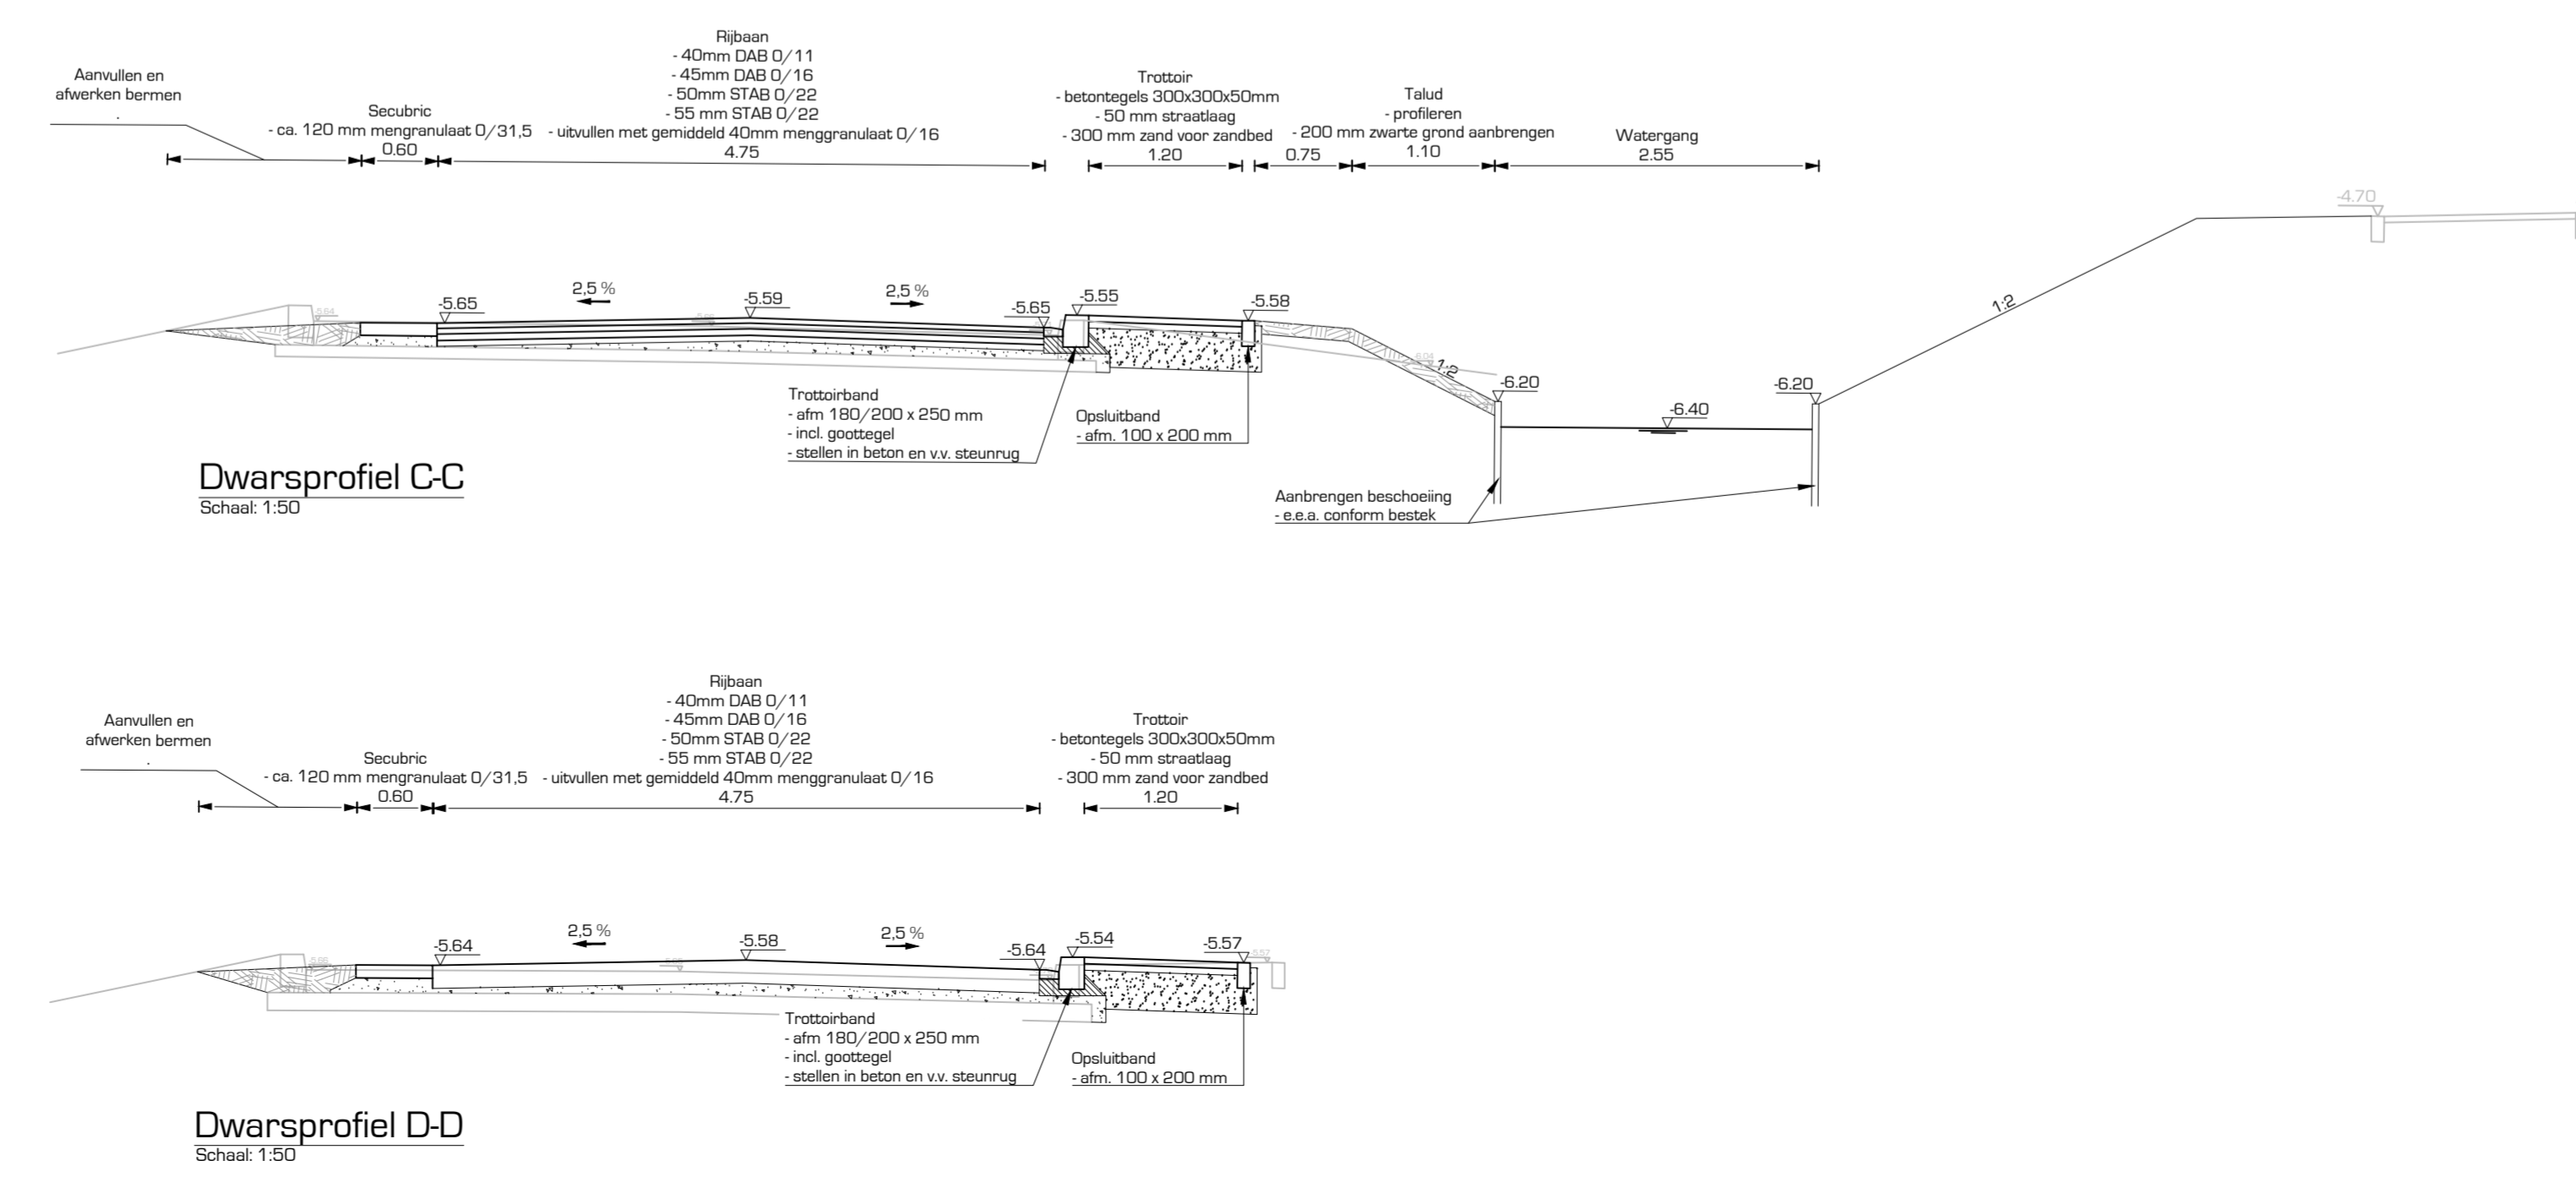 Aanvullen en
afwerken bermen
.
Secubric
- ca. 120 mm mengranulaat 0/31,5
0.60
Rijbaan
- 40mm DAB 0/11
- 45mm DAB 0/16
- 50mm STAB 0/22
- 55 mm STAB 0/22
- uitvullen met gemiddeld 40mm menggranulaat 0/16
4.75
Trottoir
- betontegels 300x300x50mm
- 50 mm straatlaag
- 300 mm zand voor zandbed
1.20
0.75
Talud
- profileren
- 200 mm zwarte grond aanbrengen
1.10
Watergang
2.55
-4.70
-5.64
-5.65
2,5 %
-5.59
2,5 %
-5.65
-5.55
-5.58
1:2
-6.04
-6.20
-6.40
-6.20
1:2
Trottoirband
- afm 180/200 x 250 mm
- incl. goottegel
- stellen in beton en v.v. steunrug
Opsluitband
- afm. 100 x 200 mm
Aanbrengen beschoeiing
- e.e.a. conform bestek
Dwarsprofiel C-C
Schaal: 1:50
Aanvullen en
afwerken bermen
.
Secubric
- ca. 120 mm mengranulaat 0/31,5
0.60
Rijbaan
- 40mm DAB 0/11
- 45mm DAB 0/16
- 50mm STAB 0/22
- 55 mm STAB 0/22
- uitvullen met gemiddeld 40mm menggranulaat 0/16
4.75
Trottoir
- betontegels 300x300x50mm
- 50 mm straatlaag
- 300 mm zand voor zandbed
1.20
-5.64
2,5 %
-5.58
2,5 %
-5.64
-5.54
-5.57
-5.57
Trottoirband
- afm 180/200 x 250 mm
- incl. goottegel
- stellen in beton en v.v. steunrug
Opsluitband
- afm. 100 x 200 mm
Dwarsprofiel D-D
Schaal: 1:50